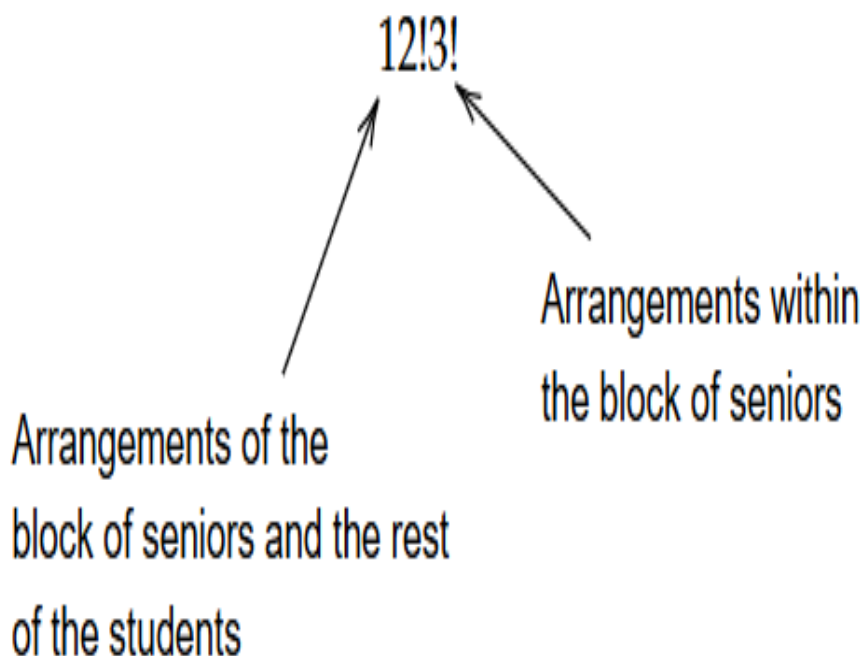 12!3!
Arrangements within
the block of seniors
Arrangements of the
block of seniors and the rest
of the students